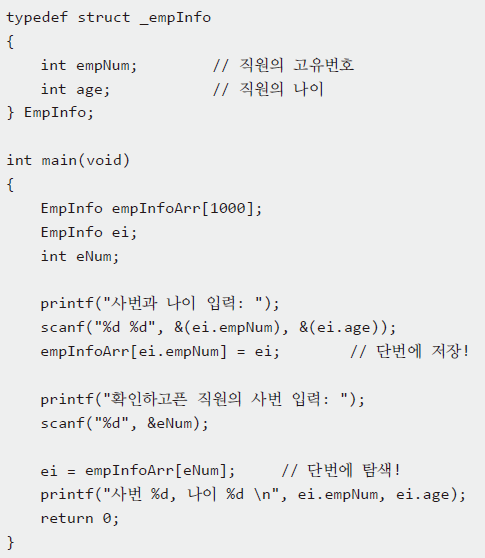 typedef struct _empInfo
{
    int empNum;         // 직원의 고유번호
    int age;            // 직원의 나이
} EmpInfo;

int main(void)
{
    EmpInfo empInfoArr[1000];
    EmpInfo ei;
    int eNum;

    printf("사번과 나이 입력: ");
    scanf("%d %d", &(ei.empNum), &(ei.age));
    empInfoArr[ei.empNum] = ei;        // 단번에 저장!

    printf("확인하고픈 직원의 사번 입력: ");
    scanf("%d", &eNum);

    ei = empInfoArr[eNum];     // 단번에 탐색!
    printf("사번 %d, 나이 %d \n", ei.empNum, ei.age);
    return 0;
}